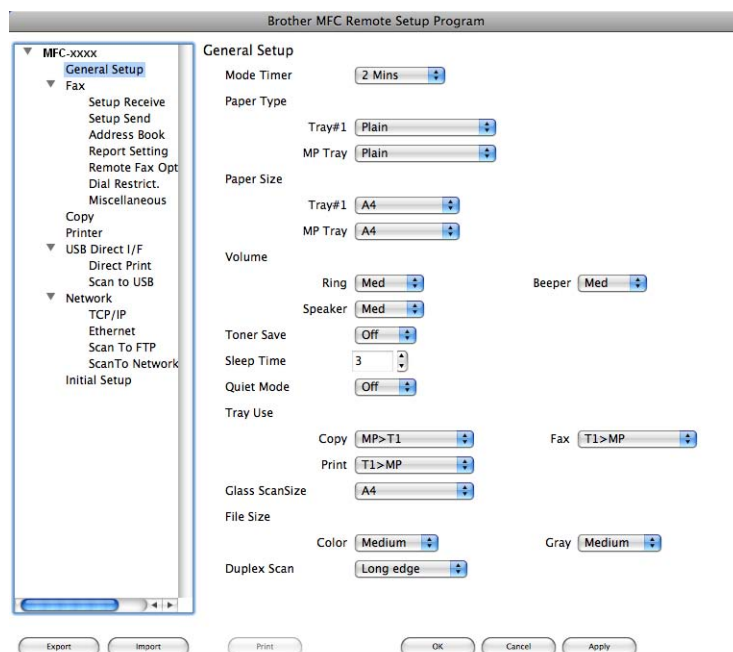 Brother MFC Remote Setup Program
MFC-xxxx
General Setup
Fax
Setup Receive
Setup Send
Address Book
Report Setting
Remote Fax Opt
Dial Restrict.
Miscellaneous
Copy
Printer
USB Direct I/F
Direct Print
Scan to USB
Network
TCP/IP
Ethernet
Scan To FTP
ScanTo Network
Initial Setup
General Setup
Mode Timer 2 Mins
Paper Type
Tray#1 Plain
MP Tray Plain
Paper Size
Tray#1 A4
MP Tray A4
Volume
Ring Med Beeper Med
Speaker Med
Toner Save Off
Sleep Time 3
Quiet Mode Off
Tray Use
Copy MP>T1 Fax T1>MP
Print T1>MP
Glass ScanSize A4
File Size
Color Medium Gray Medium
Duplex Scan Long edge
Export Import Print OK Cancel Apply